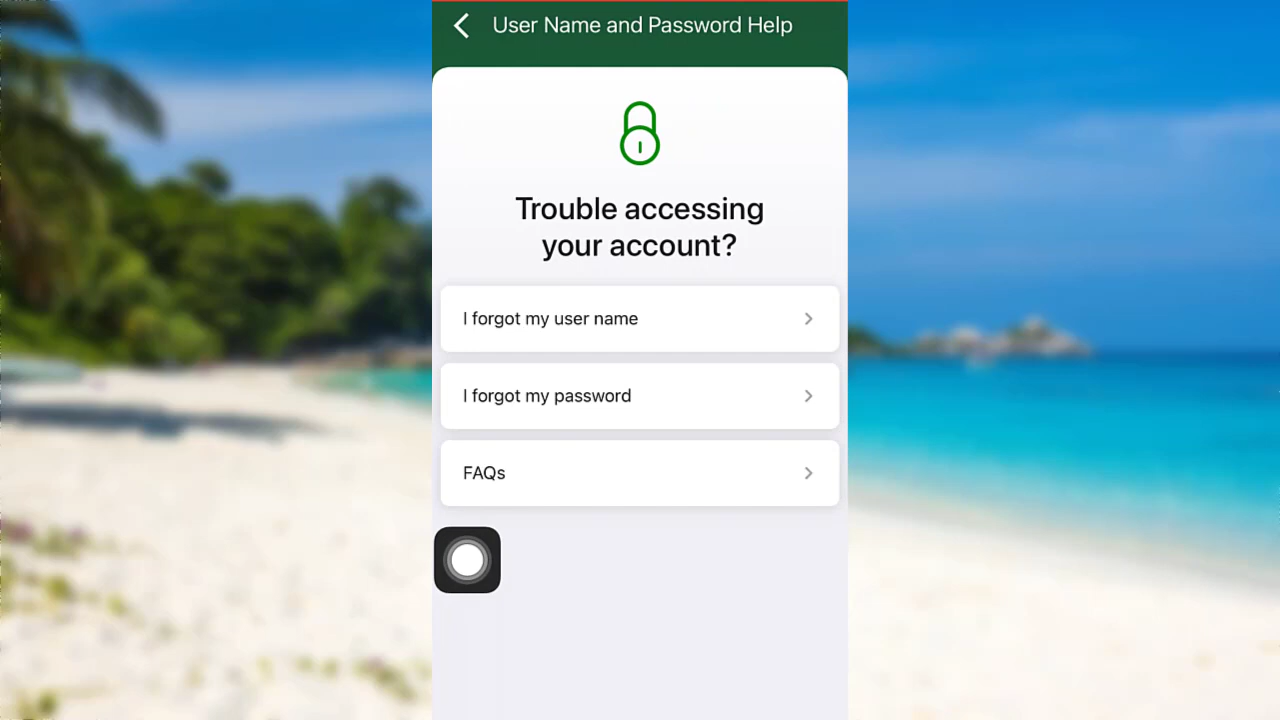 User Name and Password Help
Trouble accessing
your account?
I forgot my user name
I forgot my password
FAQs